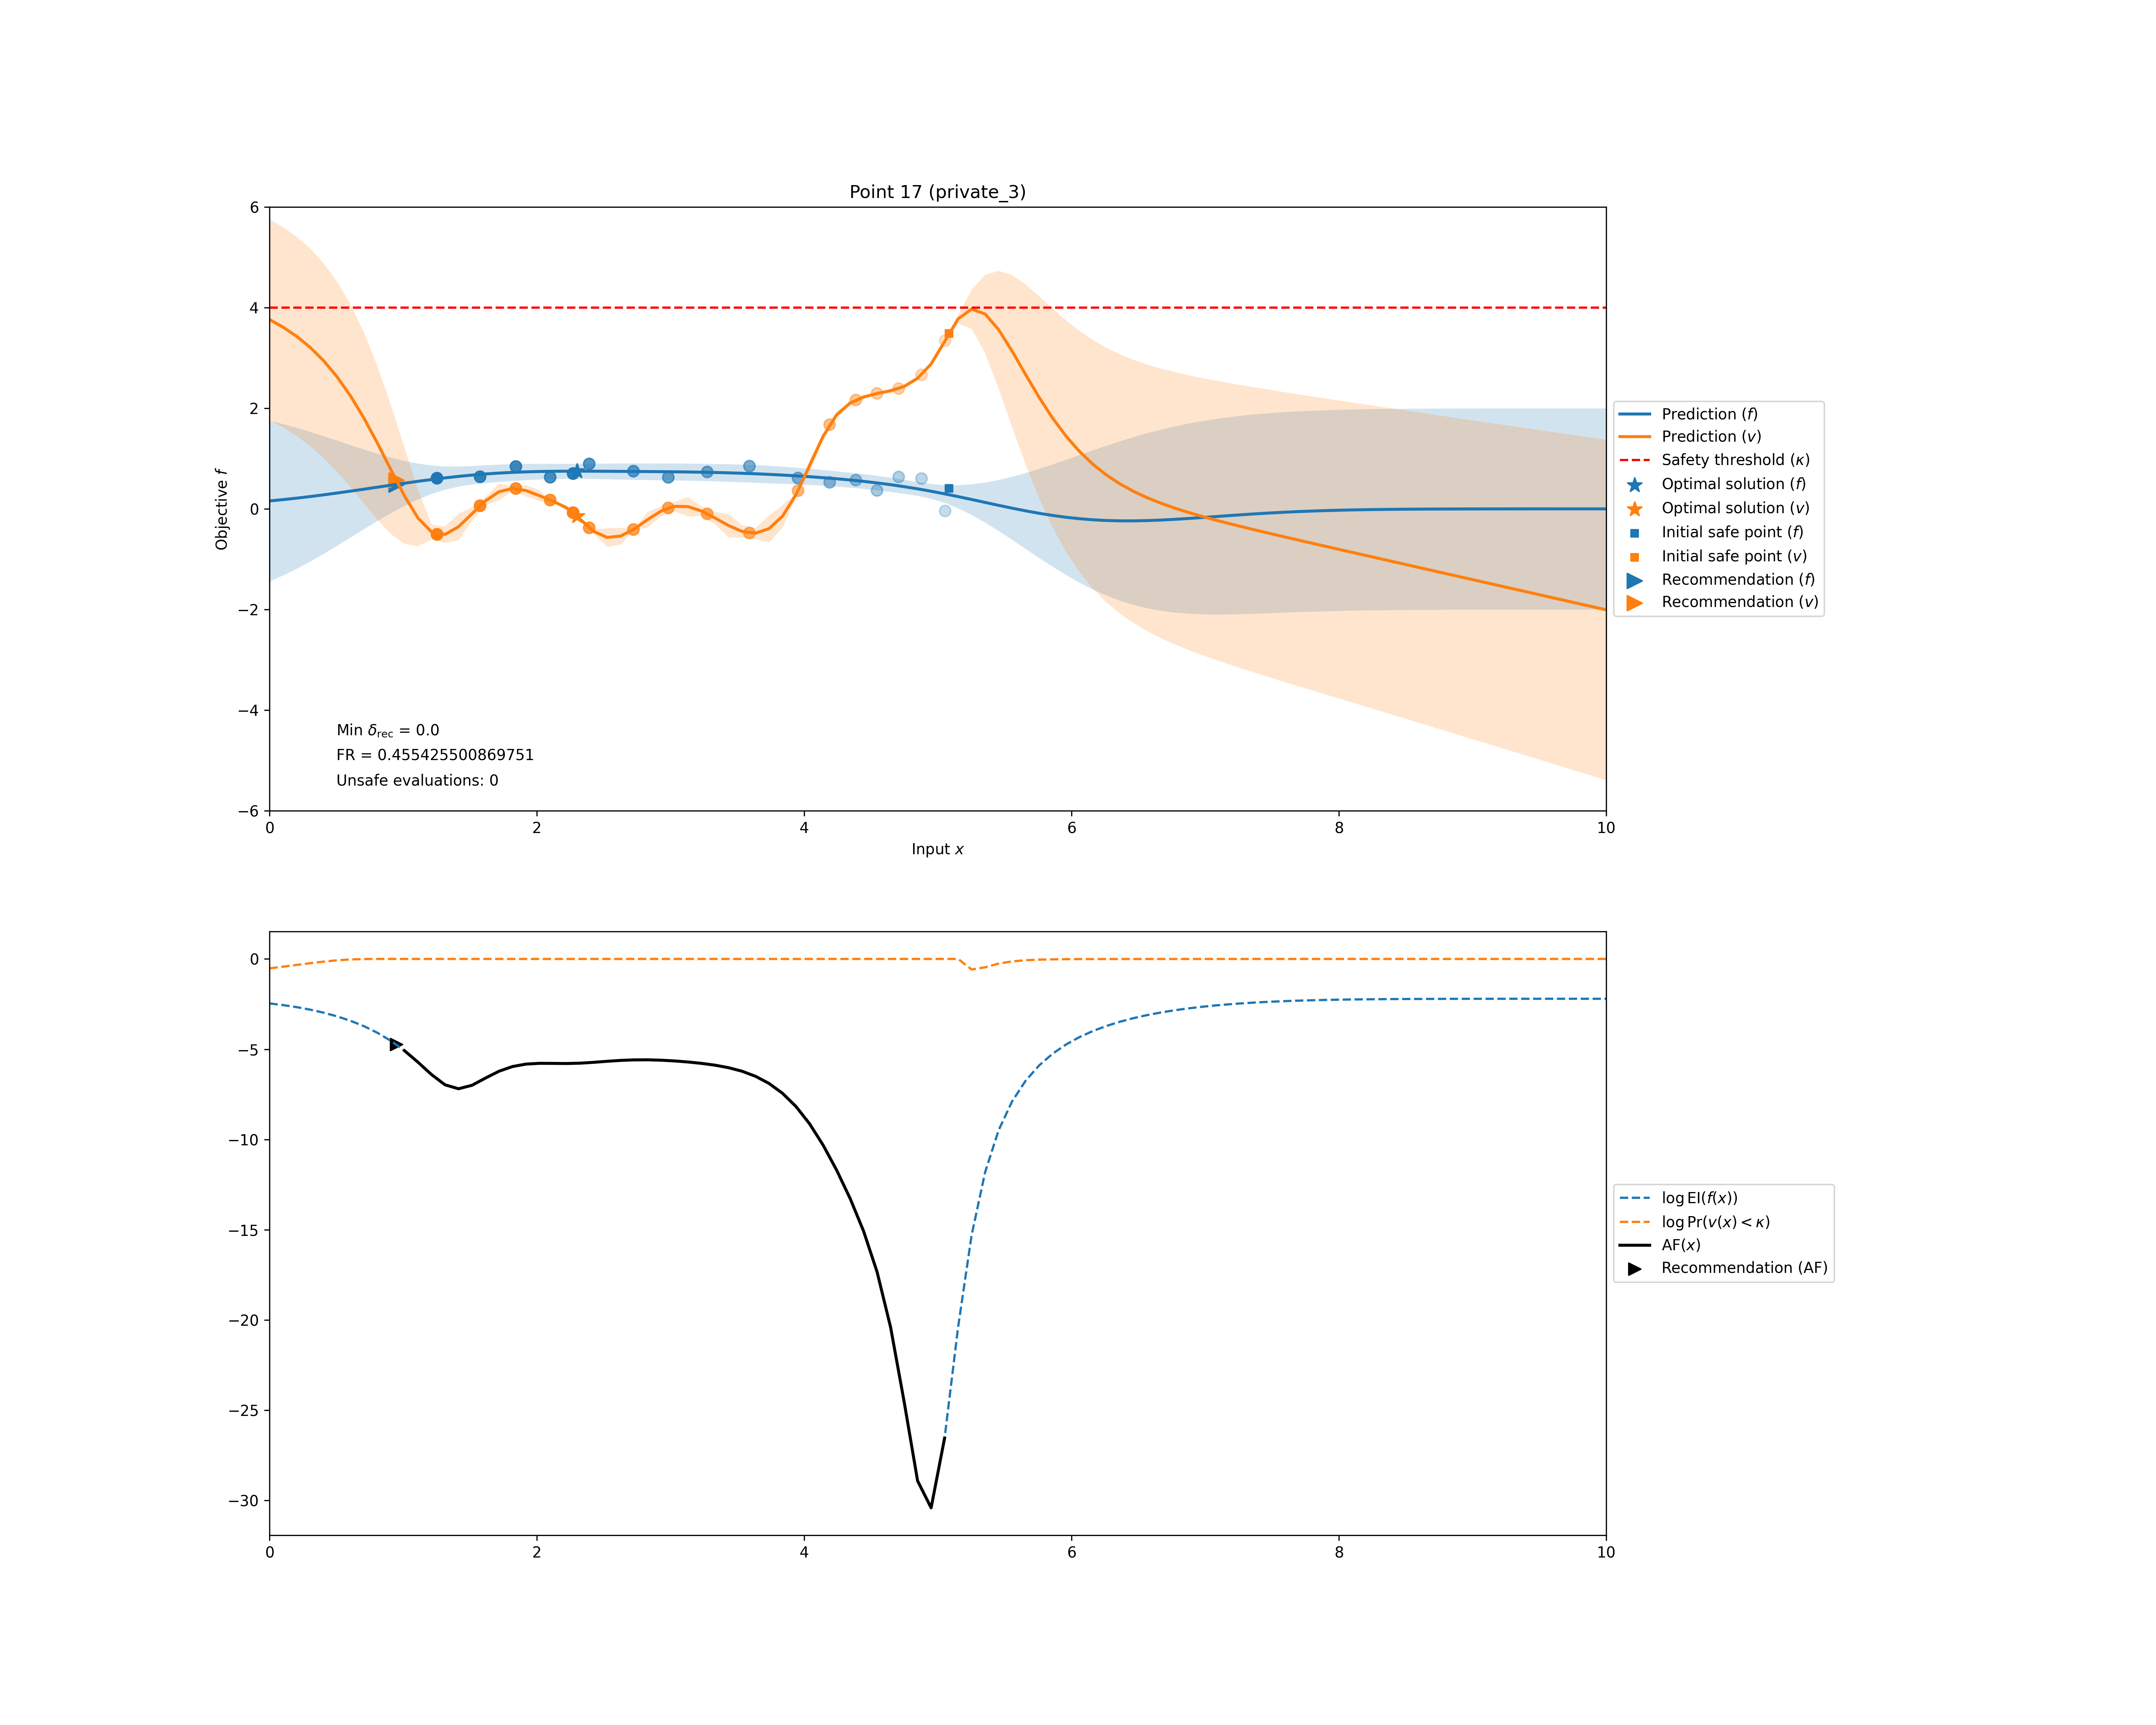 Point 17 (private_3)
6
4
2
0
−2
−4
−6
Objective f
Min δrec = 0.0
FR = 0.455425500869751
Unsafe evaluations: 0
0 2 4 6 8 10
Input x
Prediction (f)
Prediction (v)
Safety threshold (κ)
Optimal solution (f)
Optimal solution (v)
Initial safe point (f)
Initial safe point (v)
Recommendation (f)
Recommendation (v)
0
−5
−10
−15
−20
−25
−30
0 2 4 6 8 10
log EI(f(x))
log Pr(v(x) < κ)
AF(x)
Recommendation (AF)